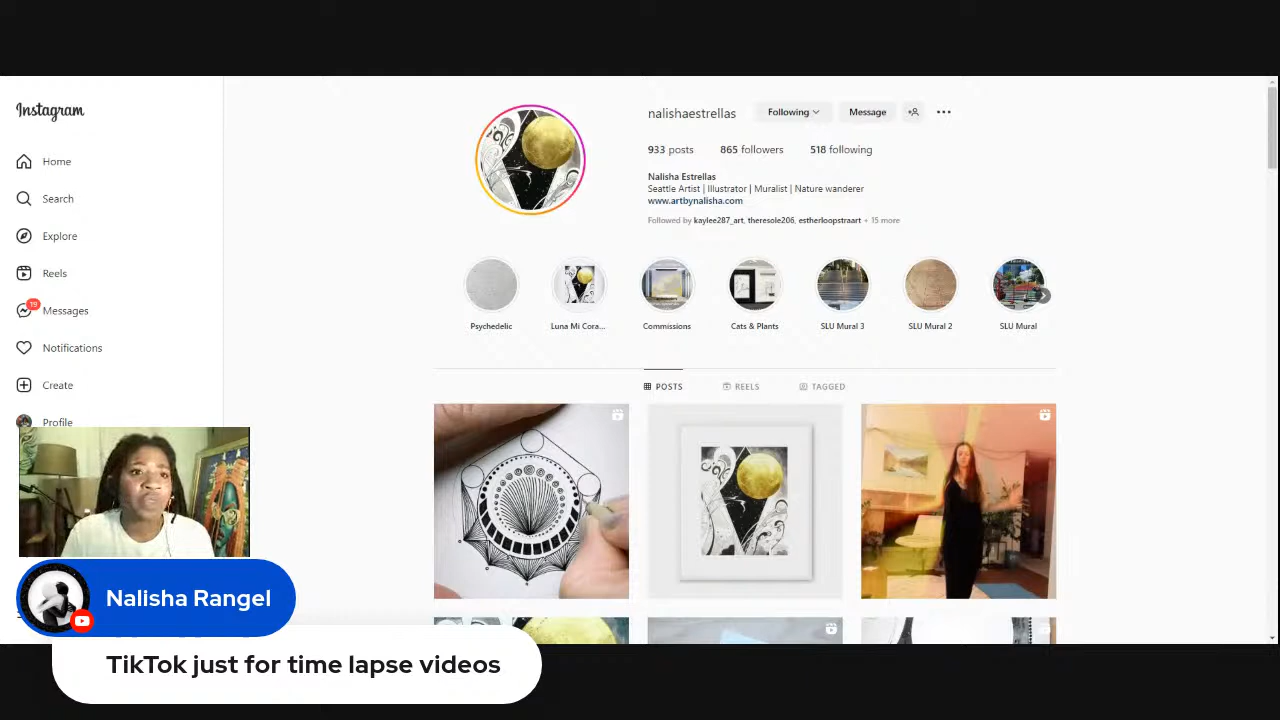 Instagram
Home
Search
Explore
Reels
19
Messages
Notifications
Create
Profile
nalishaestrellas
Following
Message
933 posts 865 followers 518 following
Nalisha Estrellas
Seattle Artist | Illustrator | Muralist | Nature wanderer
www.artbynalisha.com
Followed by kaylee287_art, theresole206, estherloopstraart + 15 more
Psychedelic
Luna Mi Cora...
Commissions
Cats & Plants
SLU Mural 3
SLU Mural 2
SLU Mural
POSTS
REELS
TAGGED
Nalisha Rangel
TikTok just for time lapse videos